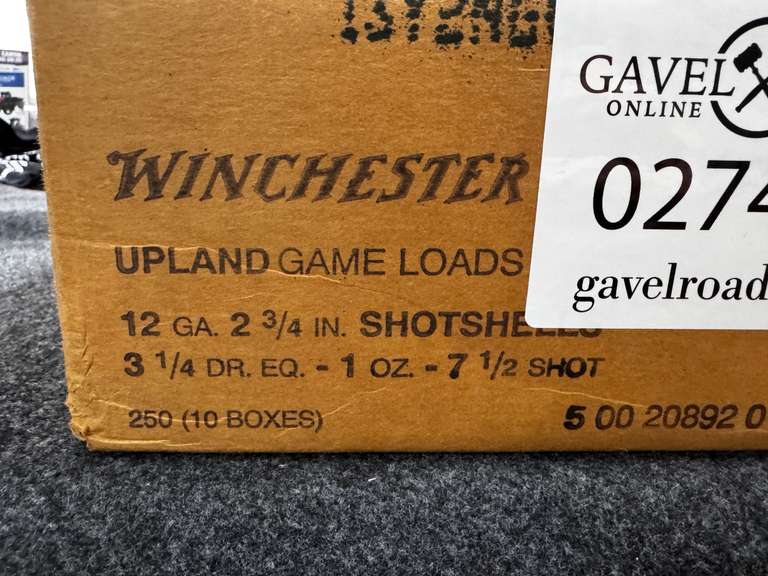 WINCHESTER
UPLAND GAME LOADS
12 GA. 2 3/4 IN. SHOTSHELLS
3 1/4 DR. EQ. - 1 OZ. - 7 1/2 SHOT
250 (10 BOXES)
5 00 20892 0
GAVEL
ONLINE
0274
gavelroad